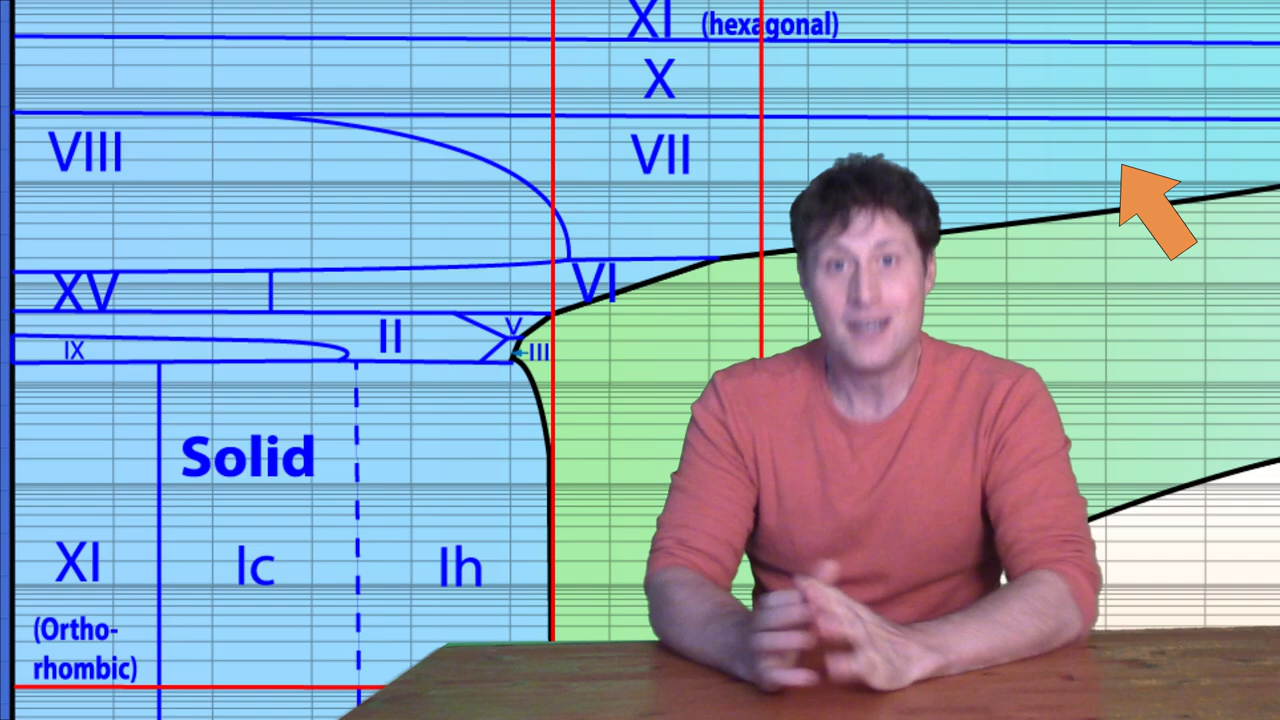 XI (hexagonal)
X
VIII
VII
XV
I
VI
II
V
IX
III
Solid
XI
Ic
Ih
(Ortho-
rhombic)